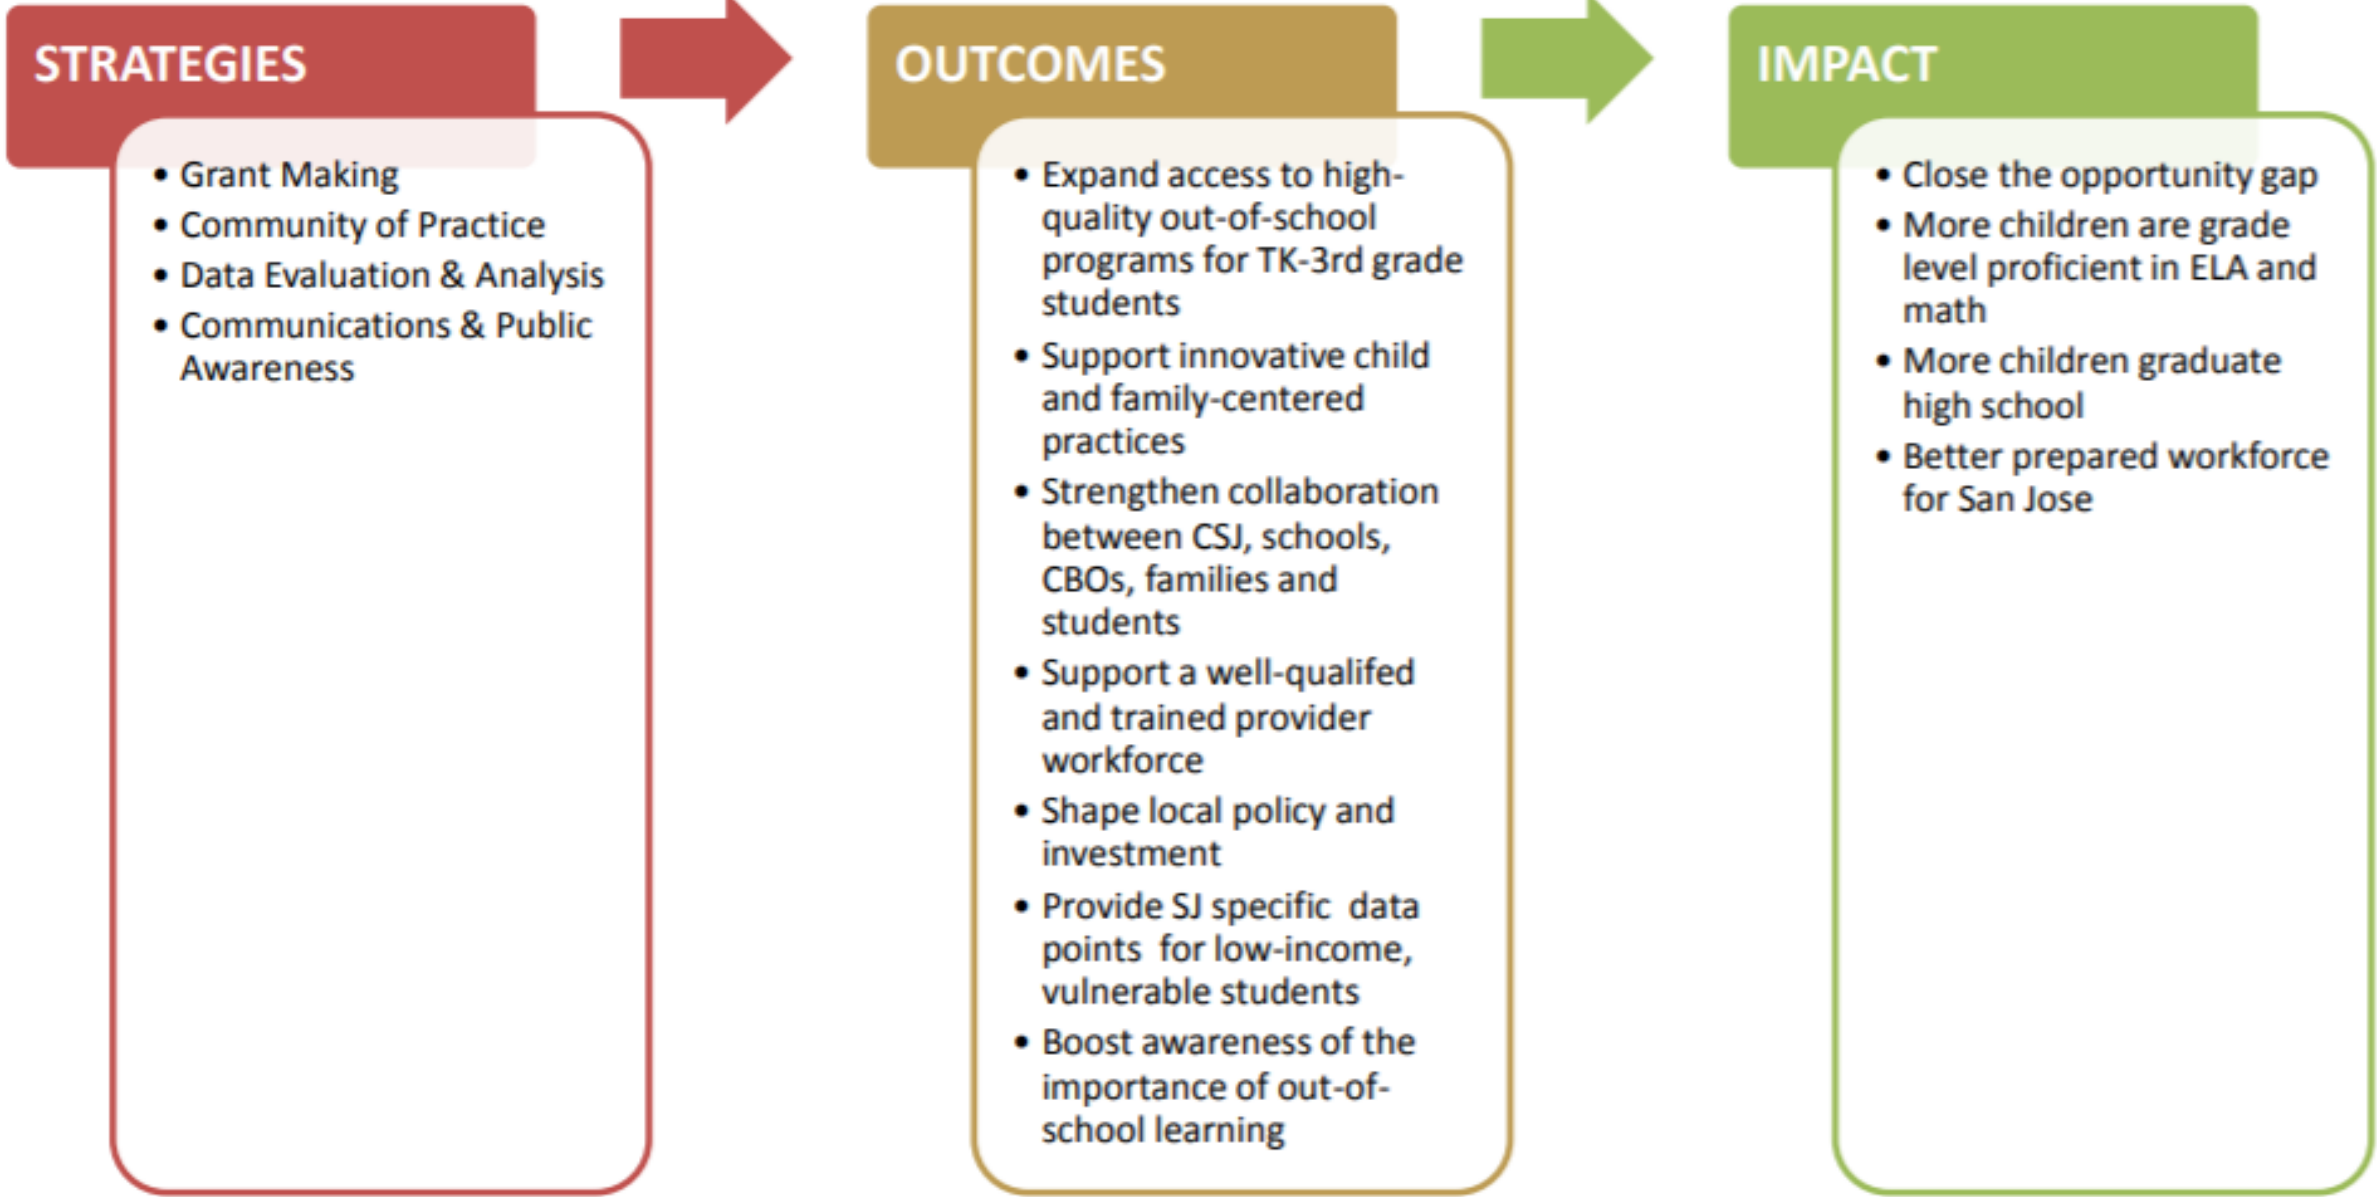 STRATEGIES
• Grant Making
• Community of Practice
• Data Evaluation & Analysis
• Communications & Public
Awareness
OUTCOMES
• Expand access to high-
quality out-of-school
programs for TK-3rd grade
students
• Support innovative child
and family-centered
practices
• Strengthen collaboration
between CSJ, schools,
CBOs, families and
students
• Support a well-qualifed
and trained provider
workforce
• Shape local policy and
investment
• Provide SJ specific  data
points  for low-income,
vulnerable students
• Boost awareness of the
importance of out-of-
school learning
IMPACT
• Close the opportunity gap
• More children are grade
level proficient in ELA and
math
• More children graduate
high school
• Better prepared workforce
for San Jose